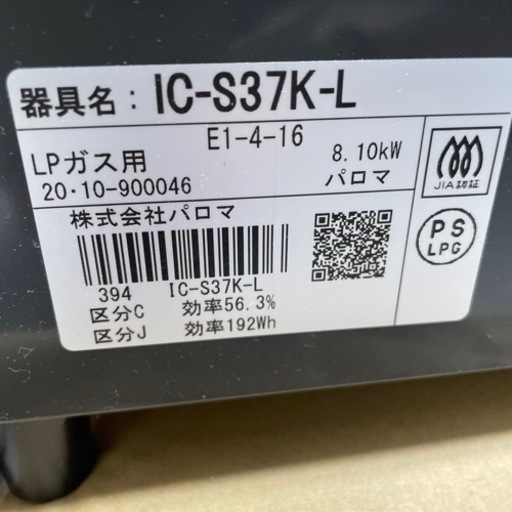 器具名：IC-S37K-L
E1-4-16
LPガス用 8.10kW
20・10-900046 パロマ
JIA認証
株式会社パロマ
PS
LPG
394 IC-S37K-L
区分C 効率56.3%
区分J 効率192Wh